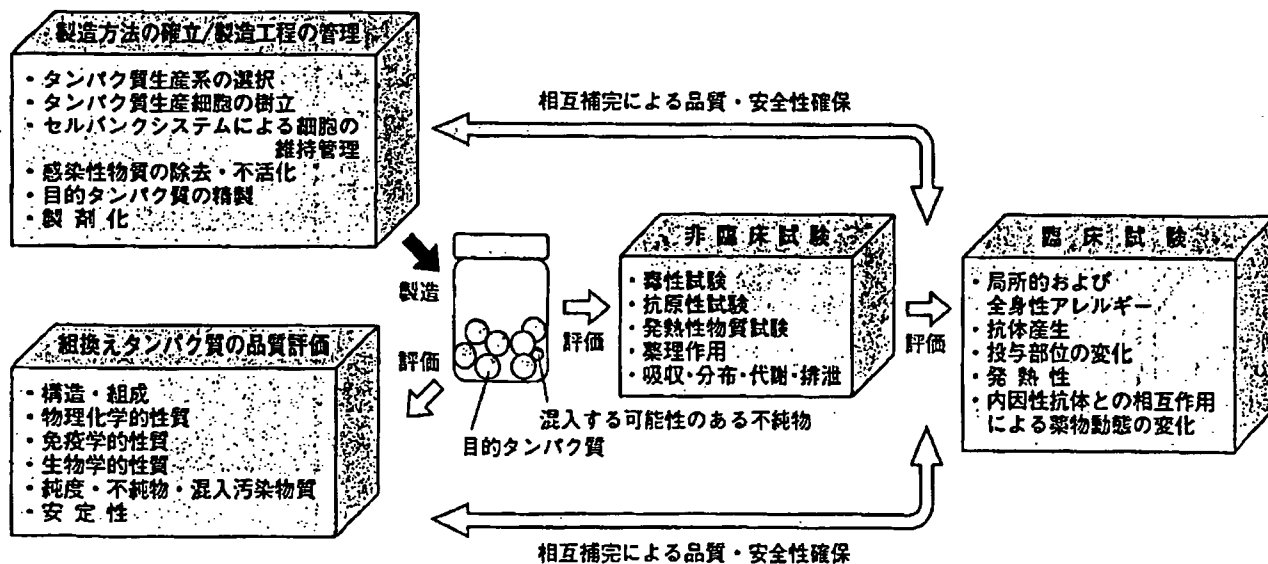 製造方法の確立/製造工程の管理
・タンパク質生産系の選択
・タンパク質生産細胞の樹立
・セルバンクシステムによる細胞の
維持管理
・感染性物質の除去・不活化
・目的タンパク質の精製
・製剤化
相互補完による品質・安全性確保
製造
組換えタンパク質の品質評価
・構造・組成
・物理化学的性質
・免疫学的性質
・生物学的性質
・純度・不純物・混入汚染物質
・安定性
評価
混入する可能性のある不純物
目的タンパク質
評価
非臨床試験
・毒性試験
・抗原性試験
・発熱性物質試験
・薬理作用
・吸収・分布・代謝・排泄
評価
臨床試験
・局所的および
全身性アレルギー
・抗体産生
・投与部位の変化
・発熱性
・内因性抗体との相互作用
による薬物動態の変化
相互補完による品質・安全性確保